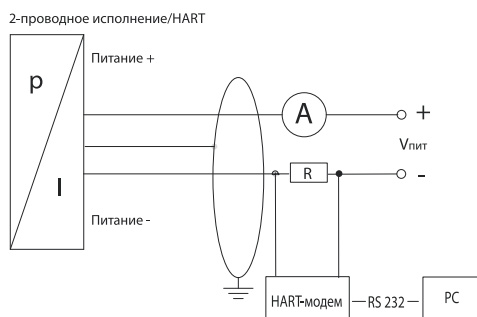 2-проводное исполнение/HART
Питание +
p
A
+
Vпит
R
-
I
Питание -
HART-модем
RS 232
PC